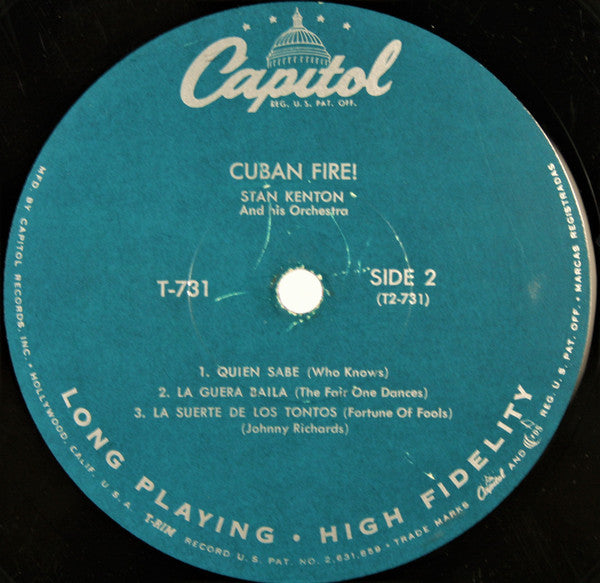 Capitol
REG. U.S. PAT. OFF.
CUBAN FIRE!
STAN KENTON
And his Orchestra
T-731
SIDE 2
(T2-731)
1. QUIEN SABE (Who Knows)
2. LA GUERA BAILA (The Fair One Dances)
3. LA SUERTE DE LOS TONTOS (Fortune Of Fools)
(Johnny Richards)
LONG PLAYING • HIGH FIDELITY
MFD. BY CAPITOL RECORDS, INC. • HOLLYWOOD, CALIF. U.S.A. T-RIM RECORD U.S. PAT. NO. 2,631,859 • TRADE MARKS Capitol AND REG. U.S. PAT. OFF. • MARCAS REGISTRADAS